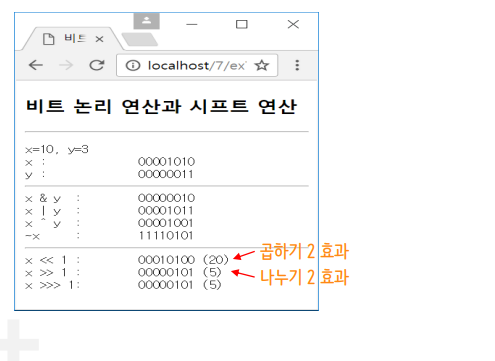 비트
localhost/7/ex
비트 논리 연산과 시프트 연산
x=10, y=3
x : 00001010
y : 00000011
x & y : 00000010
x | y : 00001011
x ^ y : 00001001
~x : 11110101
x << 1 : 00010100 (20) 곱하기 2 효과
x >> 1 : 00000101 (5) 나누기 2 효과
x >>> 1: 00000101 (5)